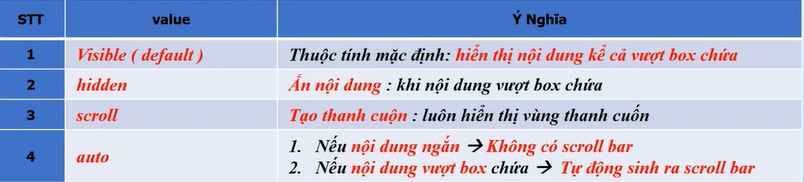 STT value Ý Nghĩa
1 Visible ( default ) Thuộc tính mặc định: hiển thị nội dung kể cả vượt box chứa
2 hidden Ẩn nội dung : khi nội dung vượt box chứa
3 scroll Tạo thanh cuộn : luôn hiển thị vùng thanh cuốn
4 auto 1. Nếu nội dung ngắn → Không có scroll bar
2. Nếu nội dung vượt box chứa → Tự động sinh ra scroll bar